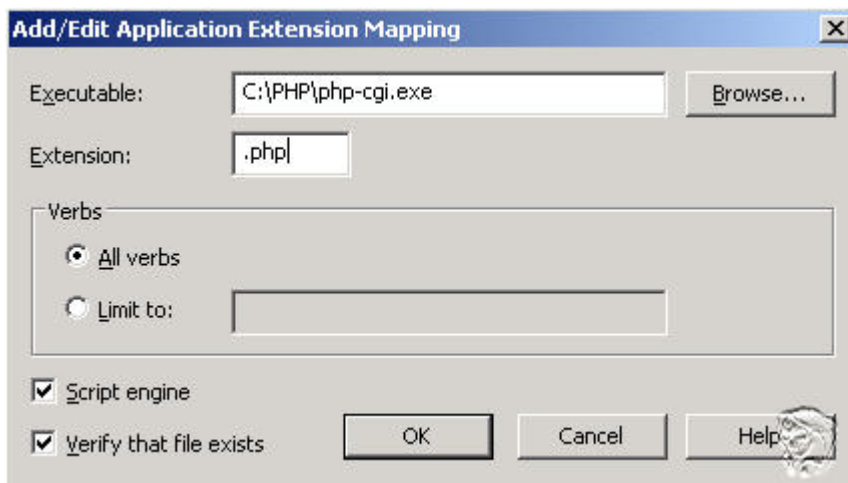 Add/Edit Application Extension Mapping
Executable: C:\PHP\php-cgi.exe Browse...
Extension: .php
Verbs
All verbs
Limit to:
Script engine
Verify that file exists OK Cancel Help